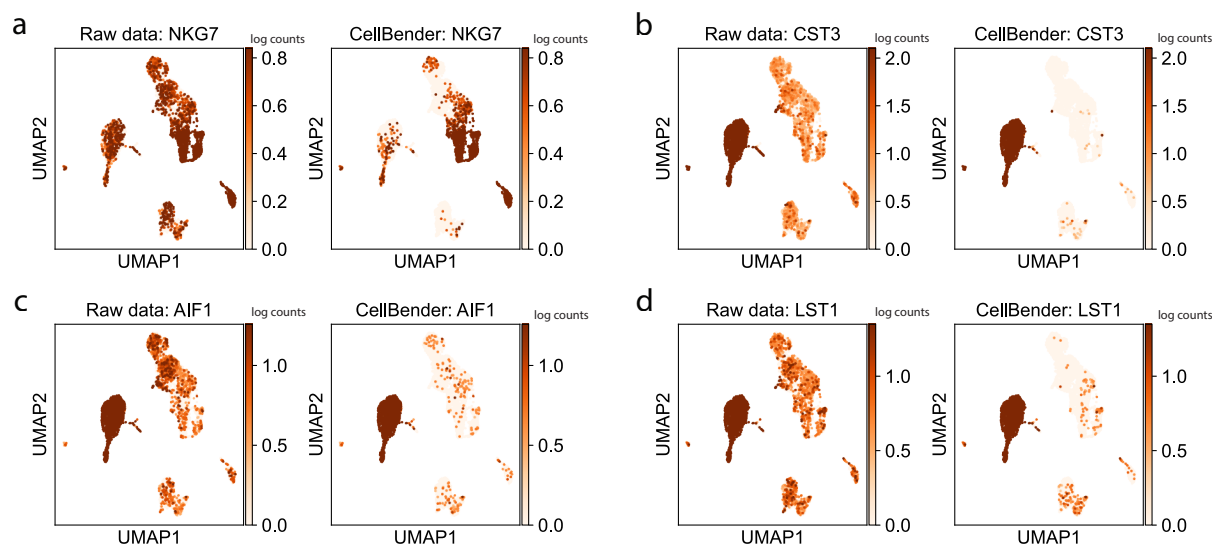 a
Raw data: NKG7
log counts
0.8
0.6
0.4
0.2
0.0
UMAP2
UMAP1
CellBender: NKG7
log counts
0.8
0.6
0.4
0.2
0.0
UMAP2
UMAP1
b
Raw data: CST3
log counts
2.0
1.5
1.0
0.5
0.0
UMAP2
UMAP1
CellBender: CST3
log counts
2.0
1.5
1.0
0.5
0.0
UMAP2
UMAP1
c
Raw data: AIF1
log counts
1.0
0.5
0.0
UMAP2
UMAP1
CellBender: AIF1
log counts
1.0
0.5
0.0
UMAP2
UMAP1
d
Raw data: LST1
log counts
1.0
0.5
0.0
UMAP2
UMAP1
CellBender: LST1
log counts
1.0
0.5
0.0
UMAP2
UMAP1